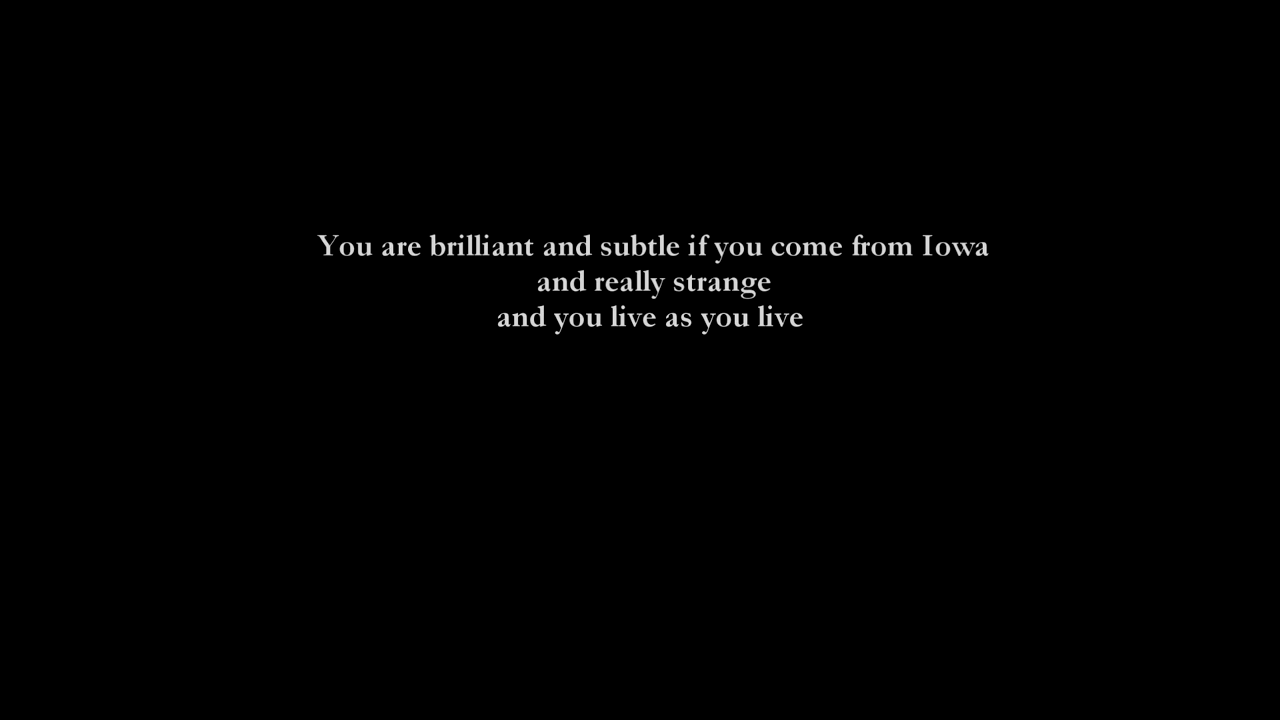 You are brilliant and subtle if you come from Iowa
and really strange
and you live as you live